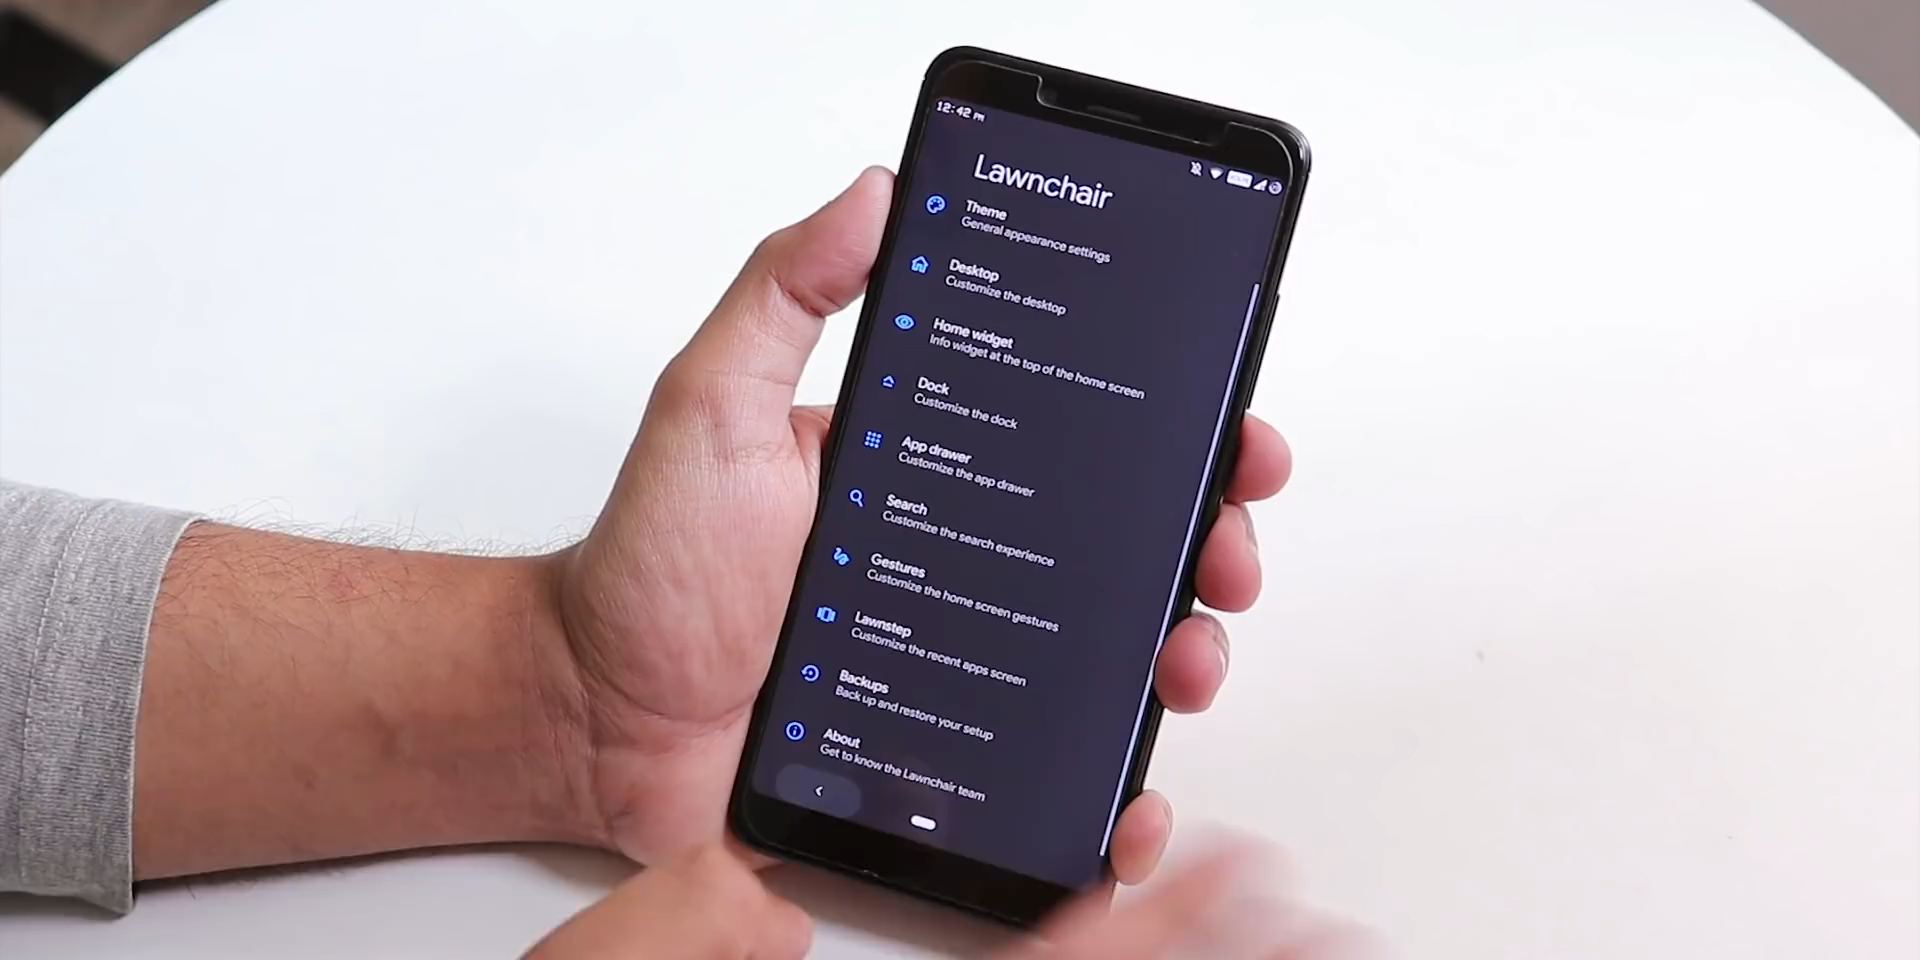 12:42 PM
Lawnchair
Theme
General appearance settings
Desktop
Customize the desktop
Home widget
Info widget at the top of the home screen
Dock
Customize the dock
App drawer
Customize the app drawer
Search
Customize the search experience
Gestures
Customize the home screen gestures
Lawnstep
Customize the recent apps screen
Backups
Back up and restore your setup
About
Get to know the Lawnchair team